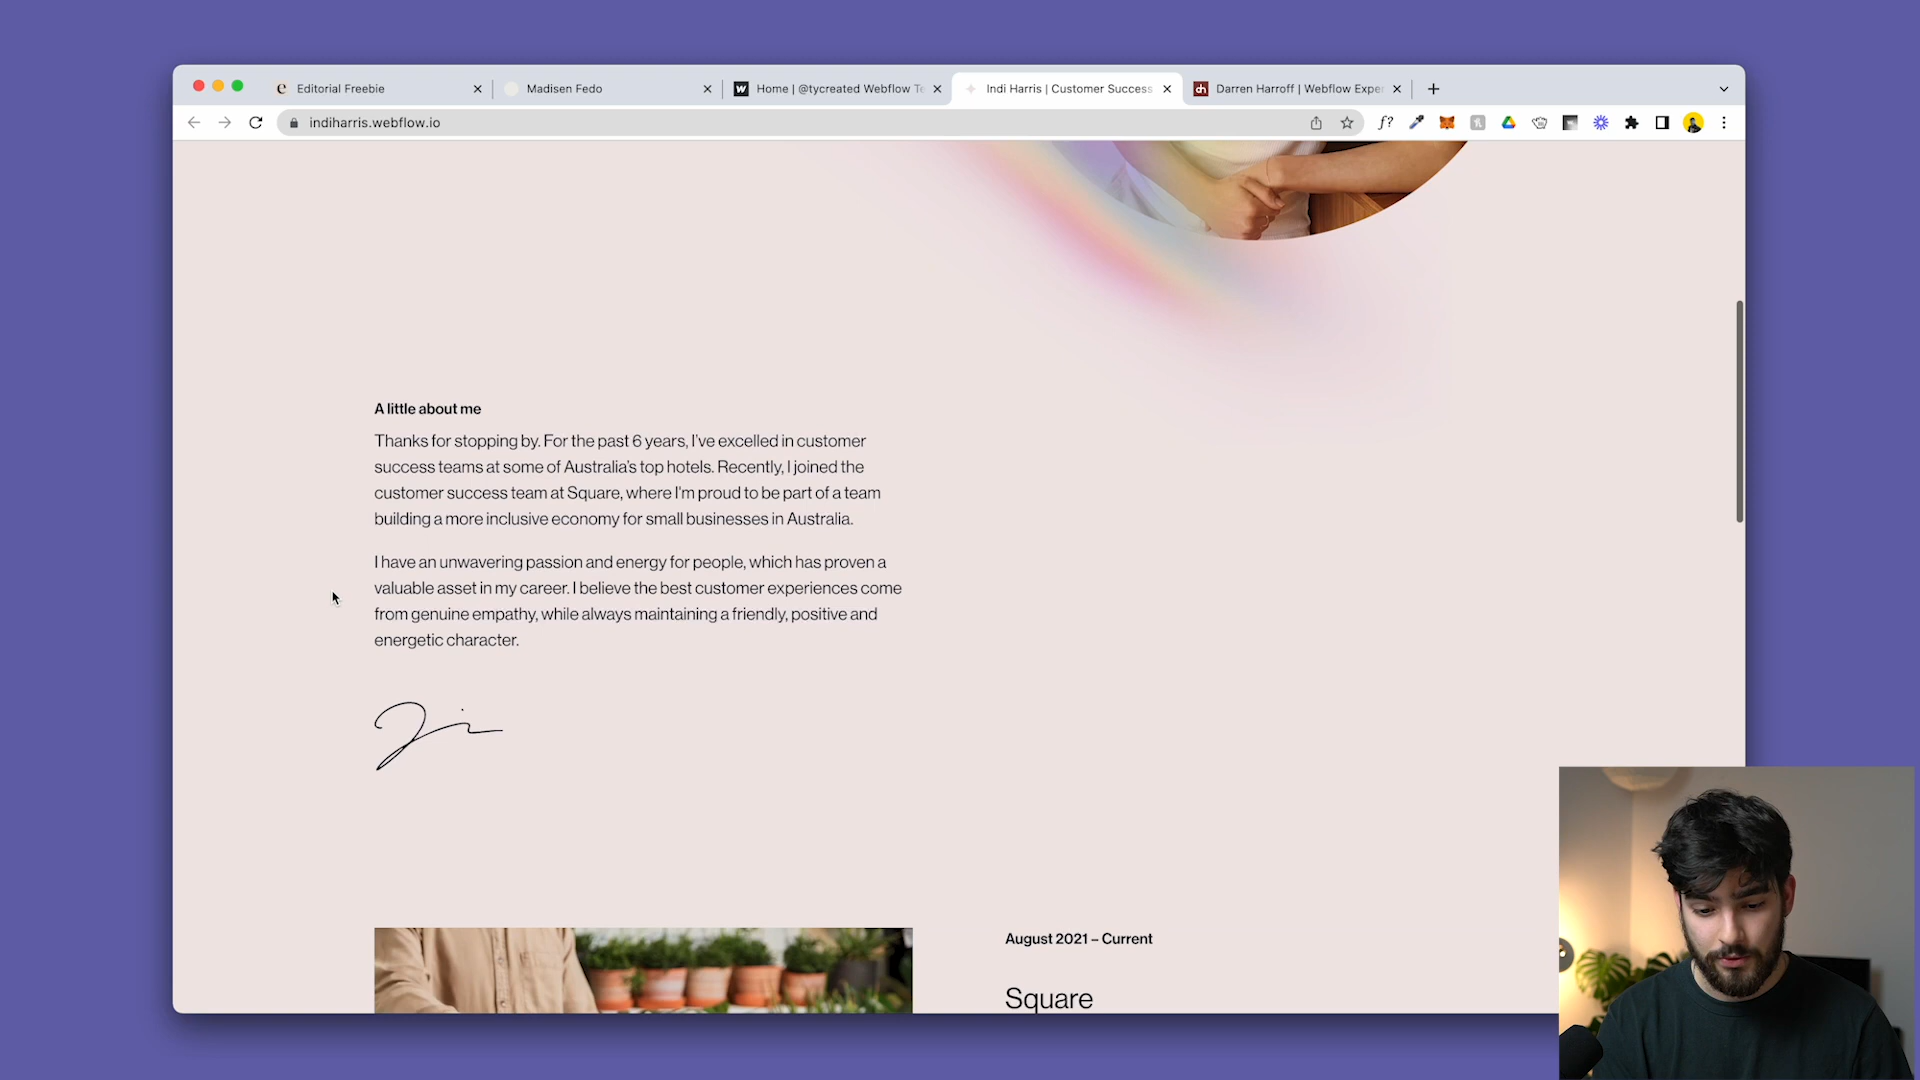 Editorial Freebie
Madisen Fedo
Home | @tycreated Webflow Te
Indi Harris | Customer Success
Darren Harroff | Webflow Exper
indiharris.webflow.io
A little about me
Thanks for stopping by. For the past 6 years, I've excelled in customer
success teams at some of Australia's top hotels. Recently, I joined the
customer success team at Square, where I'm proud to be part of a team
building a more inclusive economy for small businesses in Australia.
I have an unwavering passion and energy for people, which has proven a
valuable asset in my career. I believe the best customer experiences come
from genuine empathy, while always maintaining a friendly, positive and
energetic character.
August 2021 – Current
Square